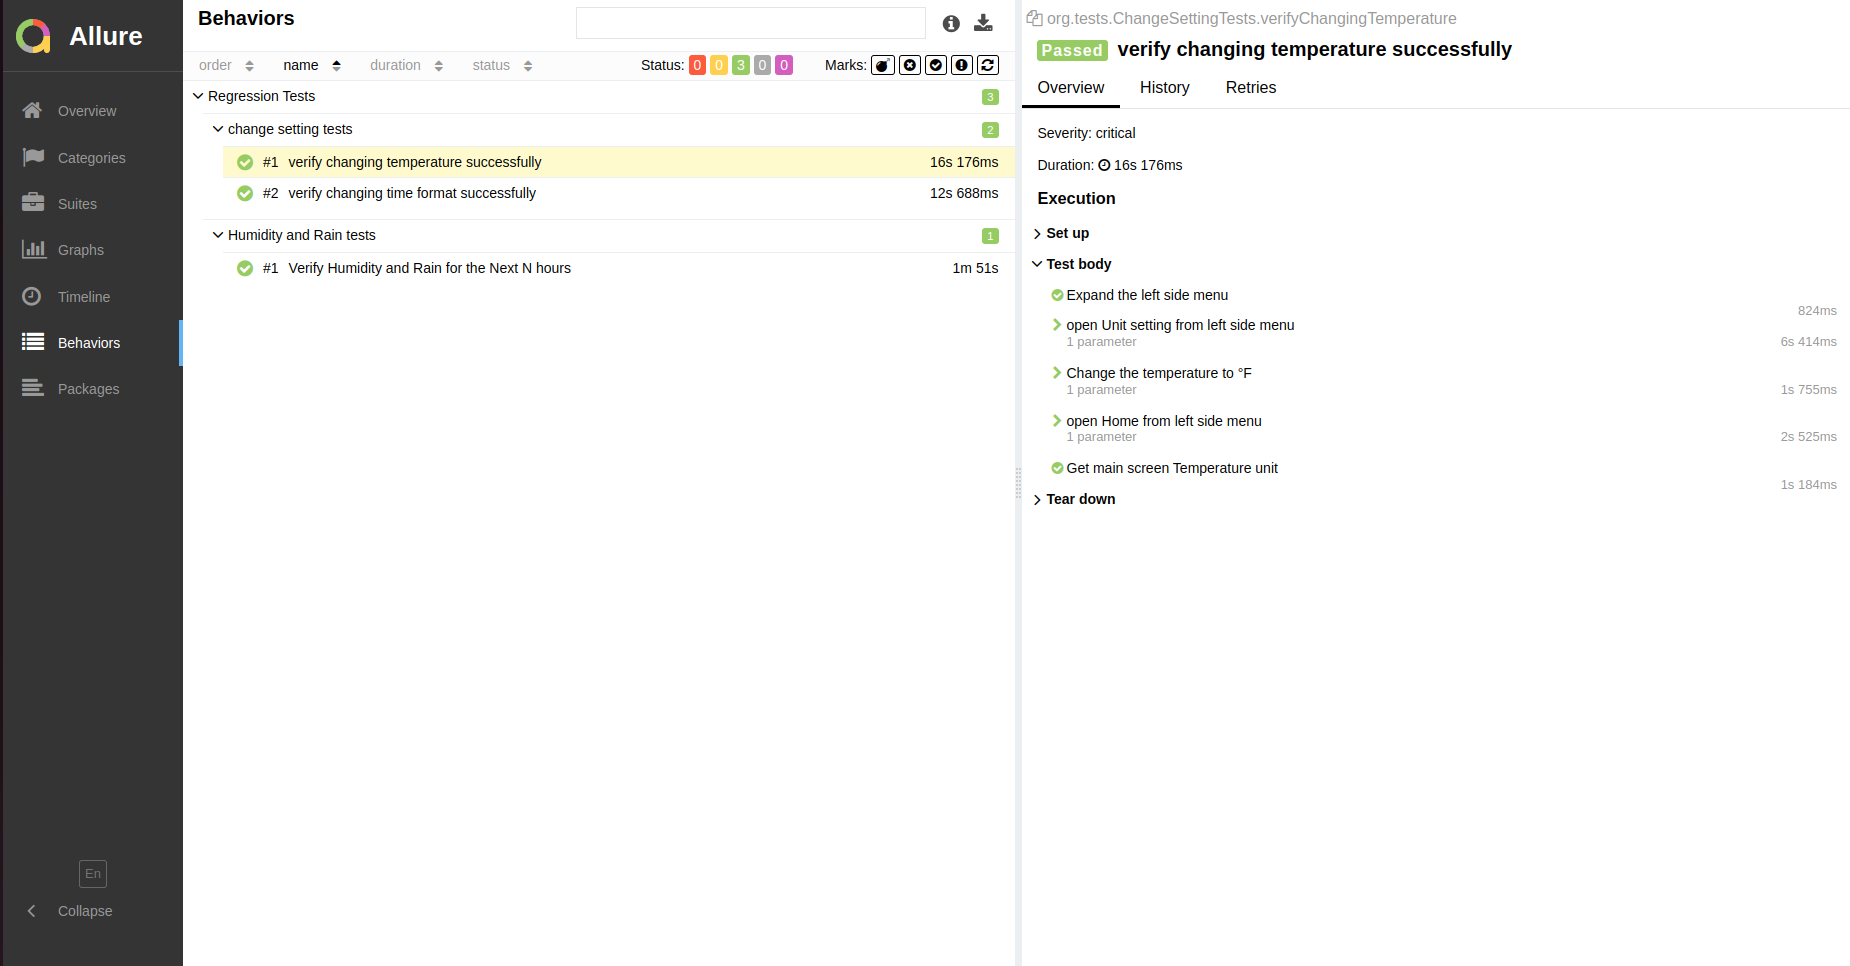 Allure
Overview
Categories
Suites
Graphs
Timeline
Behaviors
Packages
En
Collapse
Behaviors
order name duration status Status: 0 0 3 0 0 Marks:
Regression Tests 3
change setting tests 2
#1 verify changing temperature successfully 16s 176ms
#2 verify changing time format successfully 12s 688ms
Humidity and Rain tests 1
#1 Verify Humidity and Rain for the Next N hours 1m 51s
org.tests.ChangeSettingTests.verifyChangingTemperature
Passed verify changing temperature successfully
Overview History Retries
Severity: critical
Duration: 16s 176ms
Execution
Set up
Test body
Expand the left side menu
824ms
open Unit setting from left side menu
1 parameter 6s 414ms
Change the temperature to °F
1 parameter 1s 755ms
open Home from left side menu
1 parameter 2s 525ms
Get main screen Temperature unit
1s 184ms
Tear down